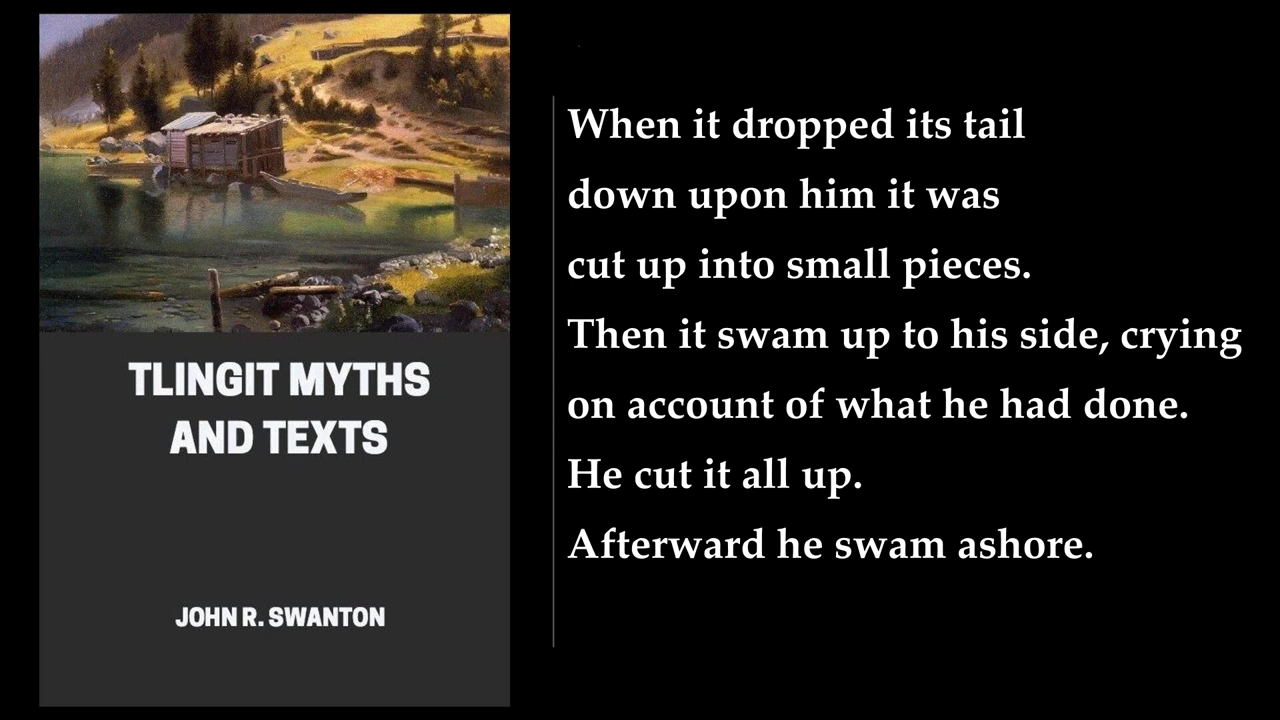 TLINGIT MYTHS
AND TEXTS
JOHN R. SWANTON
When it dropped its tail
down upon him it was
cut up into small pieces.
Then it swam up to his side, crying
on account of what he had done.
He cut it all up.
Afterward he swam ashore.